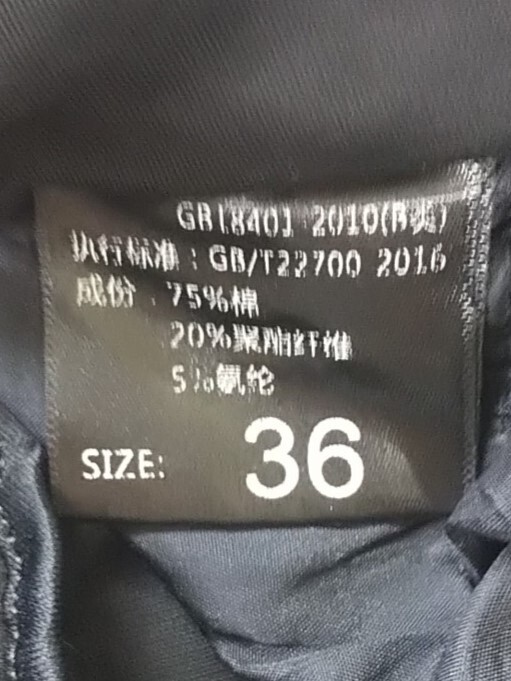 GB18401 2010(B类)
执行标准：GB/T22700 2016
成份：75%棉
20%聚酯纤维
5%氨纶
SIZE: 36